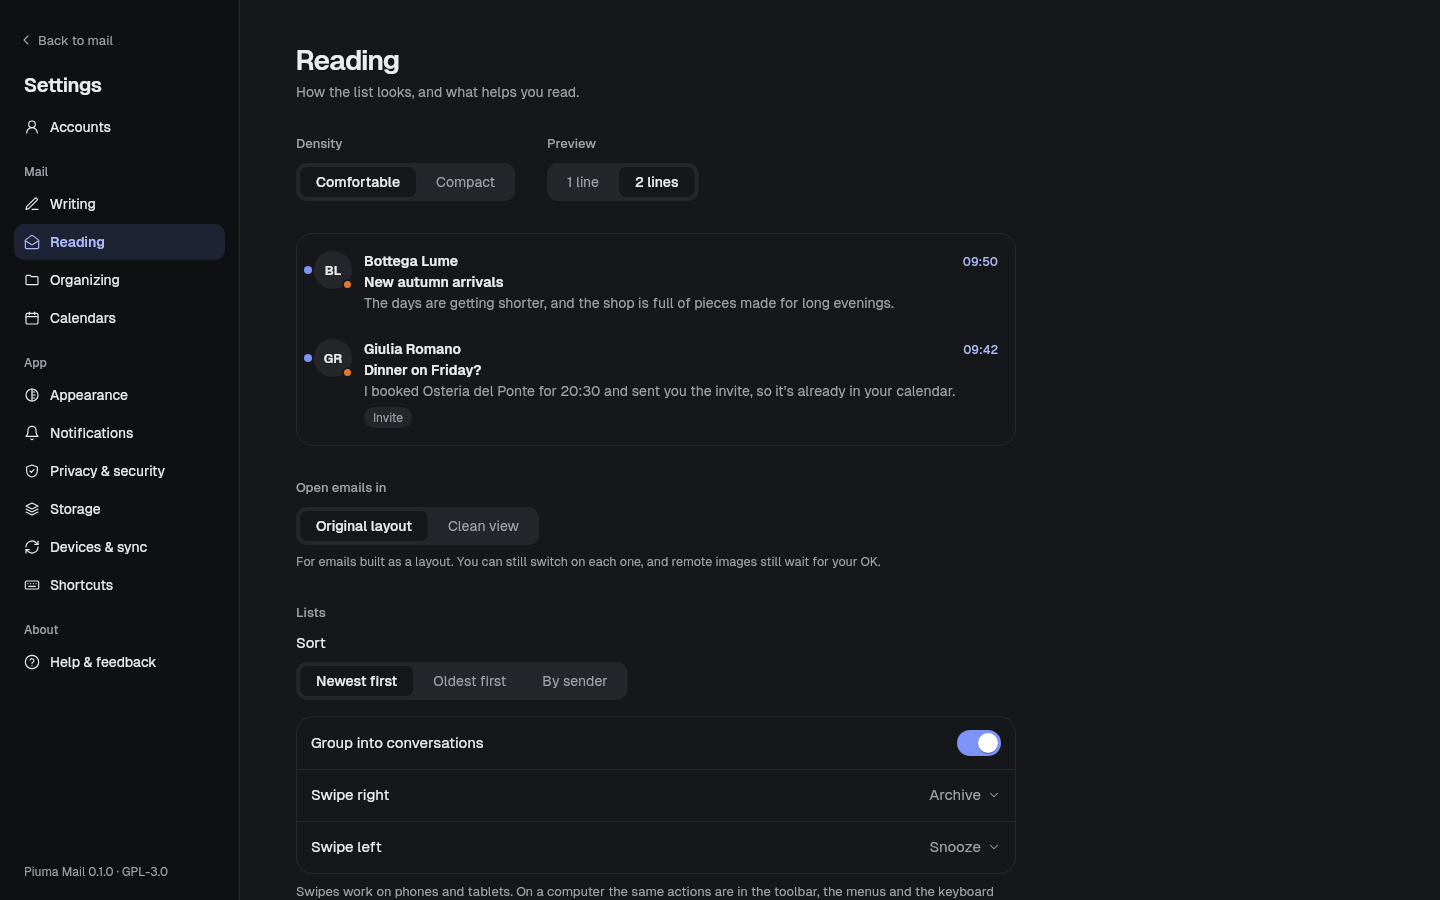 Back to mail
Settings
Accounts
Mail
Writing
Reading
Organizing
Calendars
App
Appearance
Notifications
Privacy & security
Storage
Devices & sync
Shortcuts
About
Help & feedback
Piuma Mail 0.1.0 · GPL-3.0
Reading
How the list looks, and what helps you read.
Density
Comfortable Compact
Preview
1 line 2 lines
BL
Bottega Lume 09:50
New autumn arrivals
The days are getting shorter, and the shop is full of pieces made for long evenings.
GR
Giulia Romano 09:42
Dinner on Friday?
I booked Osteria del Ponte for 20:30 and sent you the invite, so it's already in your calendar.
Invite
Open emails in
Original layout Clean view
For emails built as a layout. You can still switch on each one, and remote images still wait for your OK.
Lists
Sort
Newest first Oldest first By sender
Group into conversations
Swipe right Archive
Swipe left Snooze
Swipes work on phones and tablets. On a computer the same actions are in the toolbar, the menus and the keyboard